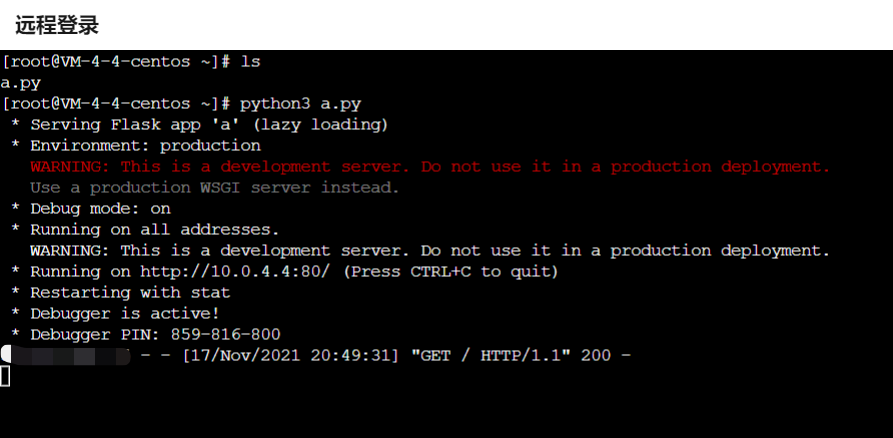 远程登录
[root@VM-4-4-centos ~]# ls
a.py
[root@VM-4-4-centos ~]# python3 a.py
* Serving Flask app 'a' (lazy loading)
* Environment: production
WARNING: This is a development server. Do not use it in a production deployment.
Use a production WSGI server instead.
* Debug mode: on
* Running on all addresses.
WARNING: This is a development server. Do not use it in a production deployment.
* Running on http://10.0.4.4:80/ (Press CTRL+C to quit)
* Restarting with stat
* Debugger is active!
* Debugger PIN: 859-816-800
- - [17/Nov/2021 20:49:31] "GET / HTTP/1.1" 200 -